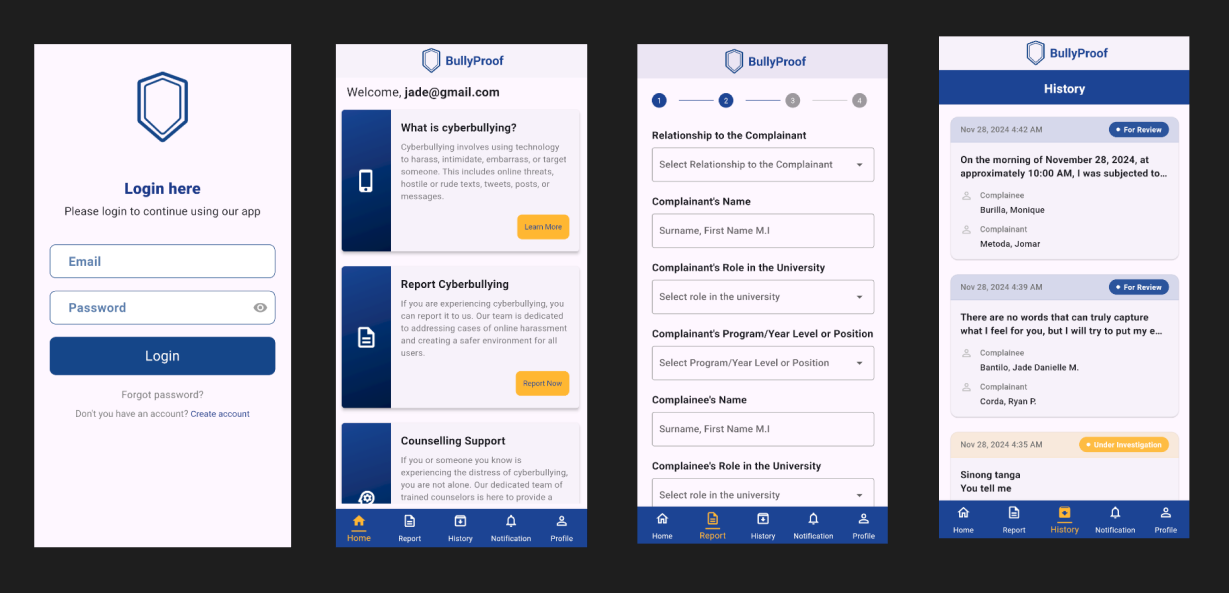 Login here
Please login to continue using our app
Email
Password
Login
Forgot password?
Don't you have an account? Create account
BullyProof
Welcome, jade@gmail.com
What is cyberbullying?
Cyberbullying involves using technology
to harass, intimidate, embarrass, or target
someone. This includes online threats,
hostile or rude texts, tweets, posts, or
messages.
Learn More
Report Cyberbullying
If you are experiencing cyberbullying, you
can report it to us. Our team is dedicated
to addressing cases of online harassment
and creating a safer environment for all
users.
Report Now
Counselling Support
If you or someone you know is
experiencing the distress of cyberbullying,
you are not alone. Our dedicated team of
trained counselors is here to provide a
Home Report History Notification Profile
BullyProof
1 2 3 4
Relationship to the Complainant
Select Relationship to the Complainant
Complainant's Name
Surname, First Name M.I
Complainant's Role in the University
Select role in the university
Complainant's Program/Year Level or Position
Select Program/Year Level or Position
Complainee's Name
Surname, First Name M.I
Complainee's Role in the University
Select role in the university
Home Report History Notification Profile
BullyProof
History
Nov 28, 2024 4:42 AM For Review
On the morning of November 28, 2024, at
approximately 10:00 AM, I was subjected to...
Complainee
Burilla, Monique
Complainant
Metoda, Jomar
Nov 28, 2024 4:39 AM For Review
There are no words that can truly capture
what I feel for you, but I will try to put my e...
Complainee
Bantilo, Jade Danielle M.
Complainant
Corda, Ryan P.
Nov 28, 2024 4:35 AM Under Investigation
Sinong tanga
You tell me
Home Report History Notification Profile